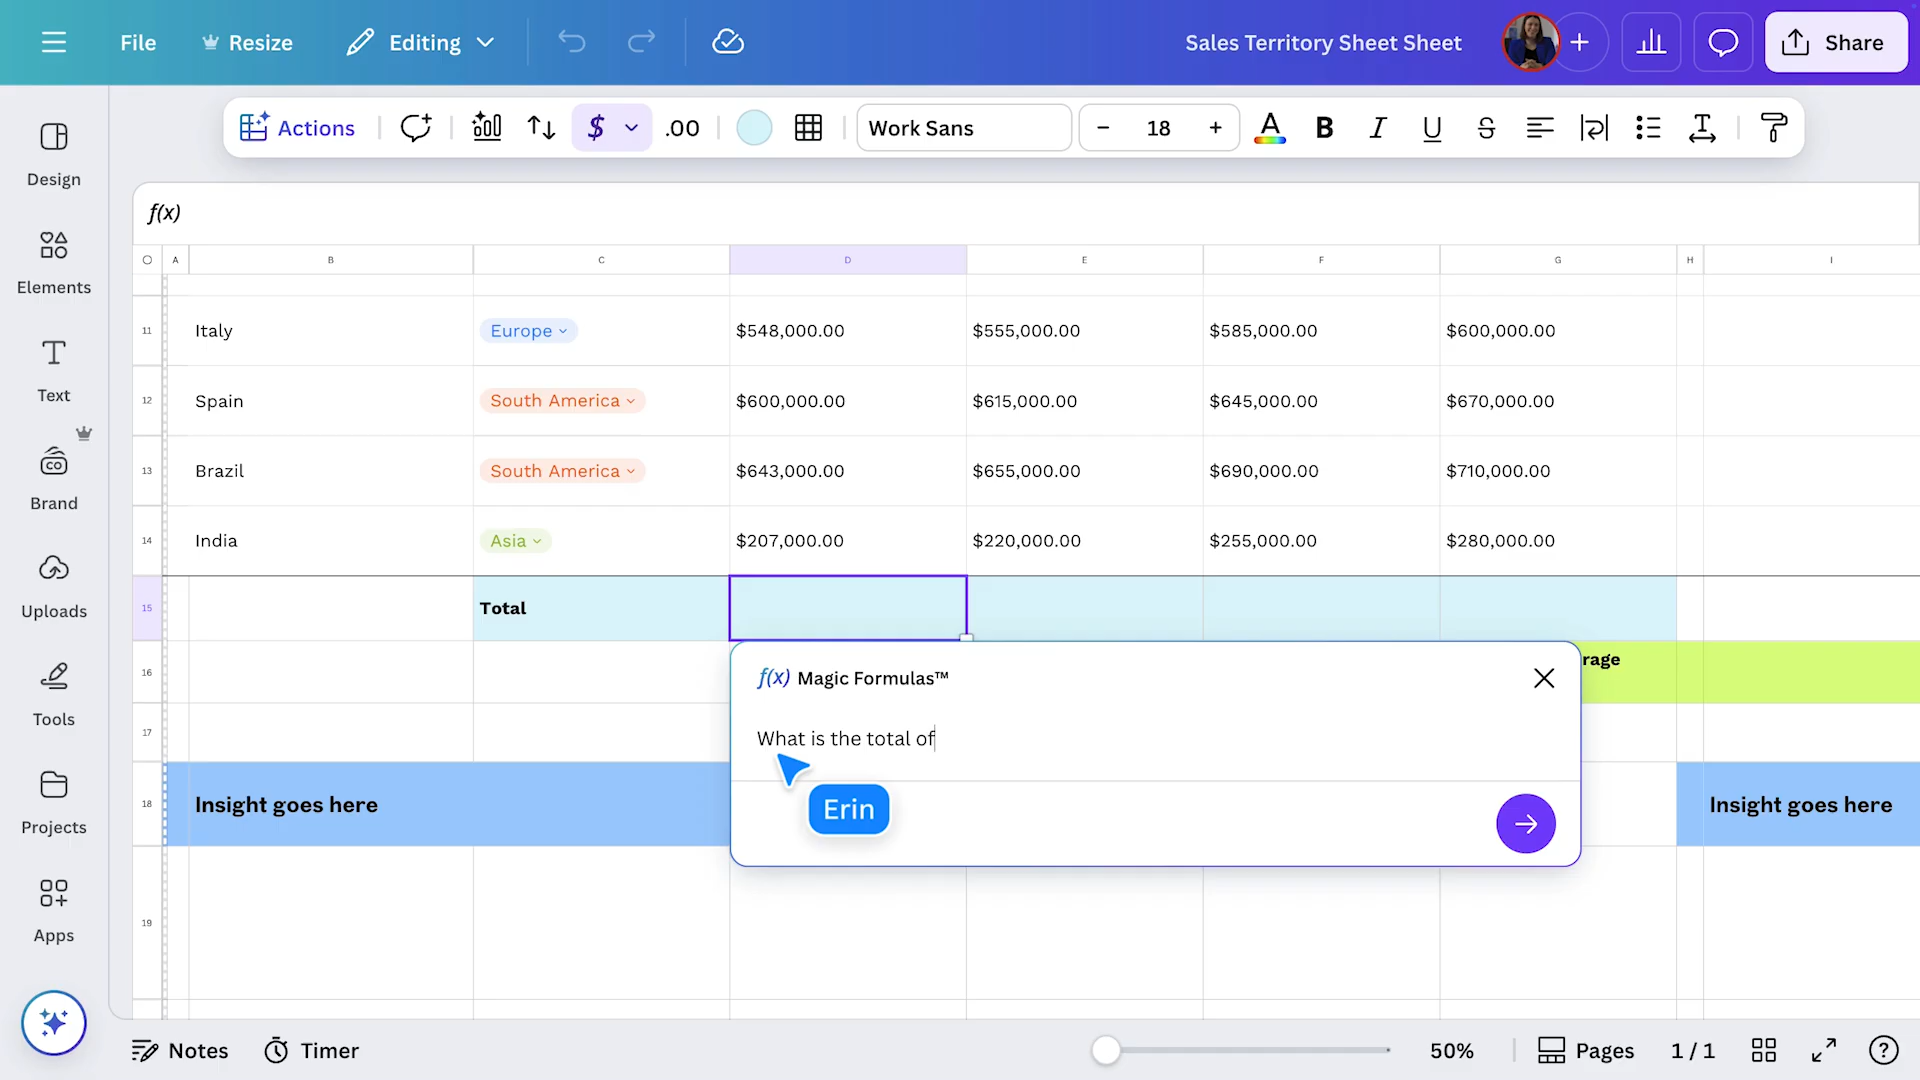 File
Resize
Editing
Sales Territory Sheet Sheet
Share
Actions
$
.00
Work Sans
– 18 +
A B I U S
Design
Elements
Text
Brand
Uploads
Tools
Projects
Apps
f(x)
A B C D E F G H I
11 Italy Europe $548,000.00 $555,000.00 $585,000.00 $600,000.00
12 Spain South America $600,000.00 $615,000.00 $645,000.00 $670,000.00
13 Brazil South America $643,000.00 $655,000.00 $690,000.00 $710,000.00
14 India Asia $207,000.00 $220,000.00 $255,000.00 $280,000.00
15 Total
16 rage
f(x) Magic Formulas™
17
What is the total of
Erin
18 Insight goes here Insight goes here
19
Notes
Timer
50%
Pages
1 / 1
?